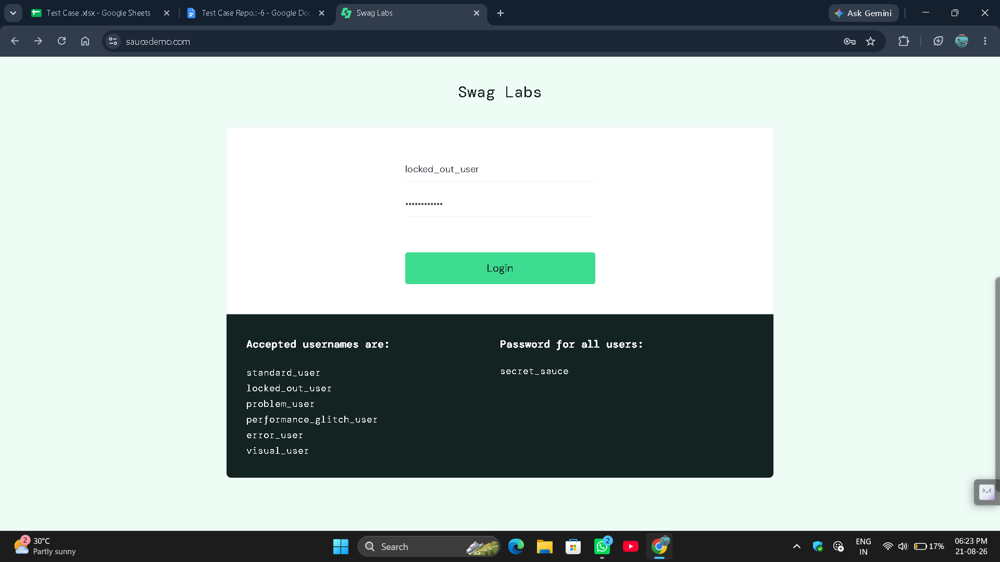 Test Case .xlsx - Google Sheets
Test Case Repo.:-6 - Google Do
Swag Labs
Ask Gemini
saucedemo.com
Swag Labs
locked_out_user
••••••••••••
Login
Accepted usernames are:
standard_user
locked_out_user
problem_user
performance_glitch_user
error_user
visual_user
Password for all users:
secret_sauce
2
30°C
Partly sunny
Search
2
ENG
IN
17%
06:23 PM
21-08-26